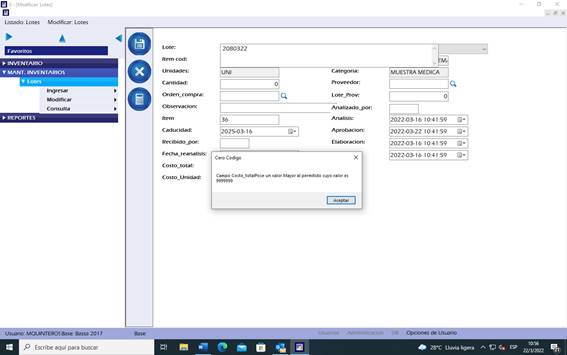 [Modificar Lotes]
Listado: Lotes Modificar: Lotes
Favoritos
INVENTARIO
MANT. INVENTARIOS
Lotes
Ingresar
Modificar
Consulta
REPORTES
Lote: 2080322
Item cod:
Unidades: UNI Categoria: MUESTRA MEDICA
Cantidad: 0 Proveedor:
Orden_compra: Lote_Prov: 0
Observacion: Analizado_por:
Item 36 Analisis: 2022-03-16 10:41:59
Caducidad: 2025-03-16 Aprobacion: 2022-03-22 10:41:59
Recibido_por: Elaboracion: 2022-03-16 10:41:59
Fecha_reanalisis: 2022-03-16 10:41:59
Costo_total:
Costo_Unidad:
Cero Codigo
Campo Costo_totalPose un valor Mayor al permitido cuyo valor es
9999999
Aceptar
Usuario: MQUINTEROS Base: Bassa 2017 Base Usuarios Administracion Opciones de Usuario
Escribe aquí para buscar
28°C Lluvia ligera ESP 10:56
22/3/2022